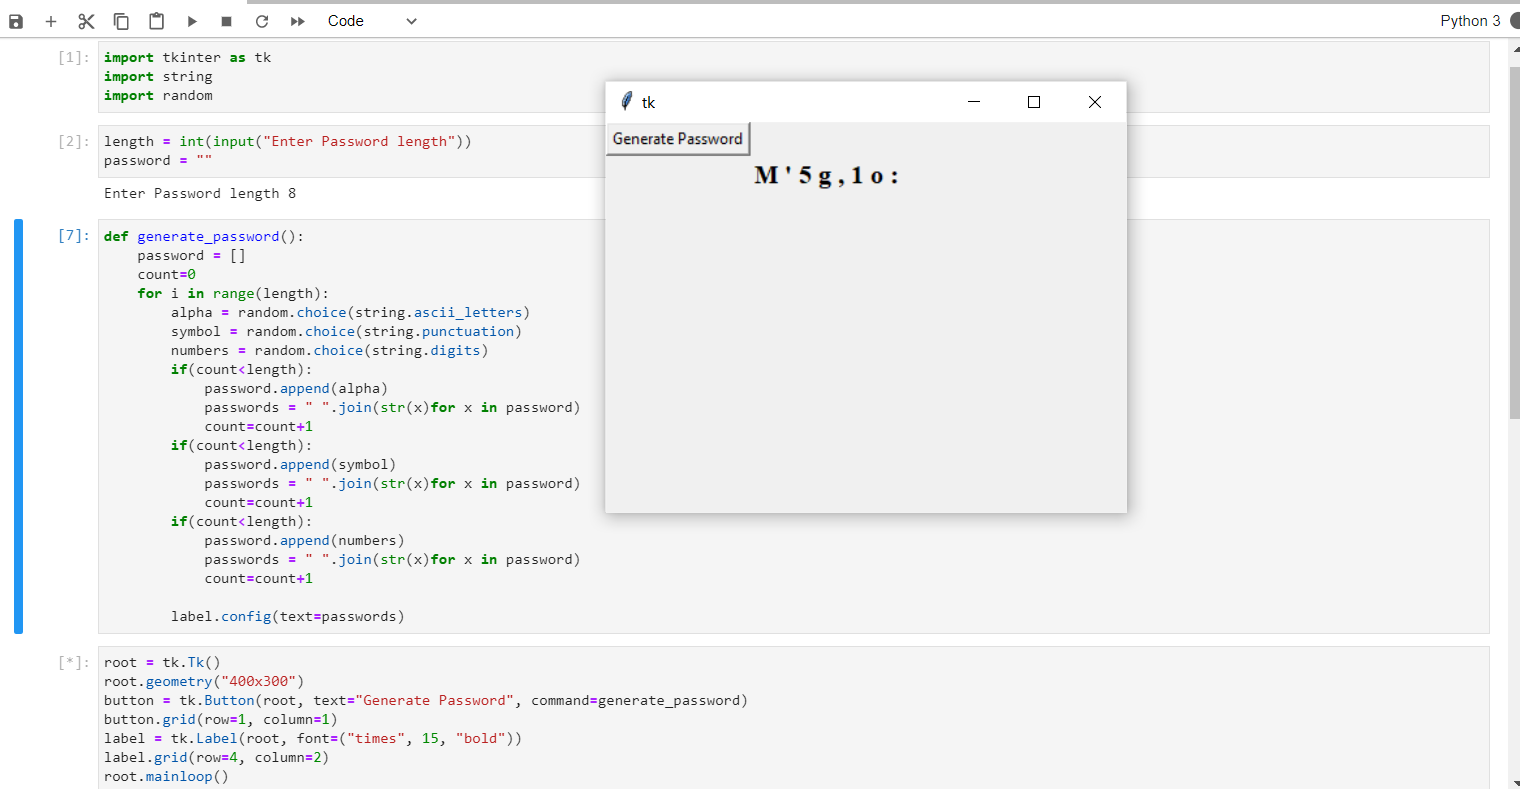 Code
Python 3
[1]:
import tkinter as tk
import string
import random
[2]:
length = int(input("Enter Password length"))
password = ""
Enter Password length 8
[7]:
def generate_password():
    password = []
    count=0
    for i in range(length):
        alpha = random.choice(string.ascii_letters)
        symbol = random.choice(string.punctuation)
        numbers = random.choice(string.digits)
        if(count<length):
            password.append(alpha)
            passwords = " ".join(str(x)for x in password)
            count=count+1
        if(count<length):
            password.append(symbol)
            passwords = " ".join(str(x)for x in password)
            count=count+1
        if(count<length):
            password.append(numbers)
            passwords = " ".join(str(x)for x in password)
            count=count+1
        label.config(text=passwords)
[*]:
root = tk.Tk()
root.geometry("400x300")
button = tk.Button(root, text="Generate Password", command=generate_password)
button.grid(row=1, column=1)
label = tk.Label(root, font=("times", 15, "bold"))
label.grid(row=4, column=2)
root.mainloop()
tk
Generate Password
M ' 5 g , 1 o :